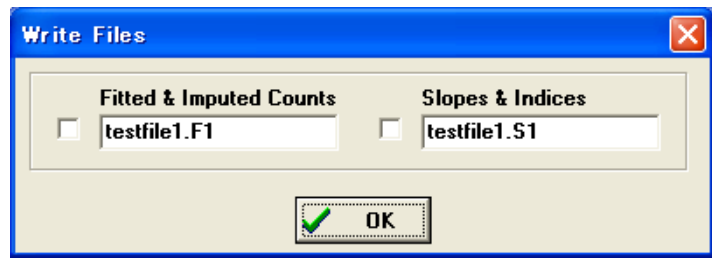 Write Files
Fitted & Imputed Counts Slopes & Indices
testfile1.F1 testfile1.S1
OK